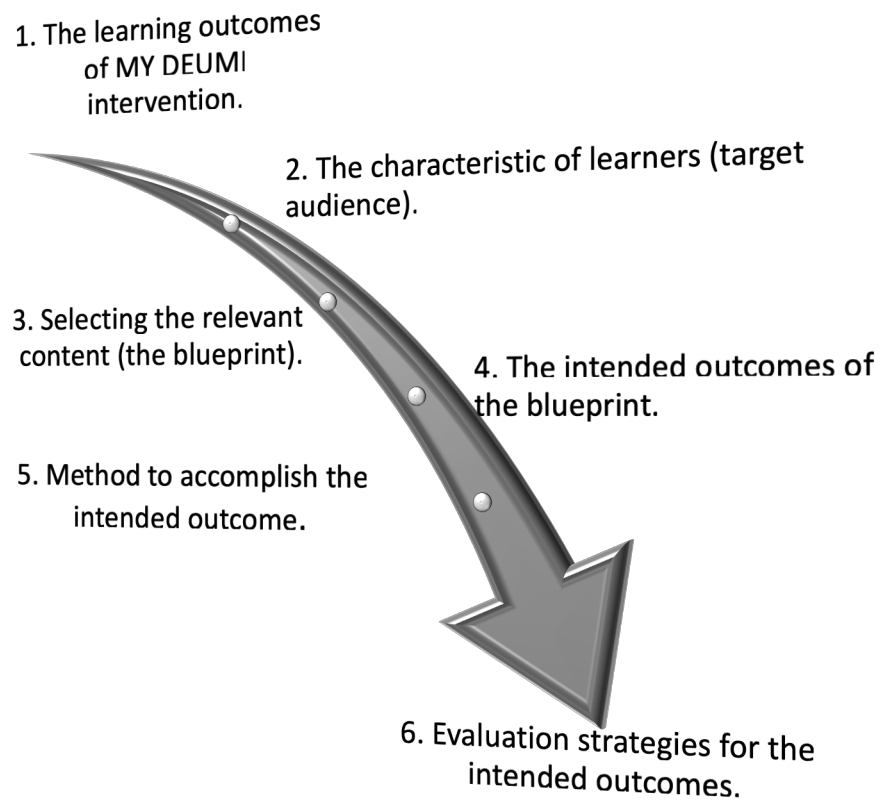 1. The learning outcomes
of MY DEUMI
intervention.
2. The characteristic of learners (target
audience).
3. Selecting the relevant
content (the blueprint).
4. The intended outcomes of
the blueprint.
5. Method to accomplish the
intended outcome.
6. Evaluation strategies for the
intended outcomes.